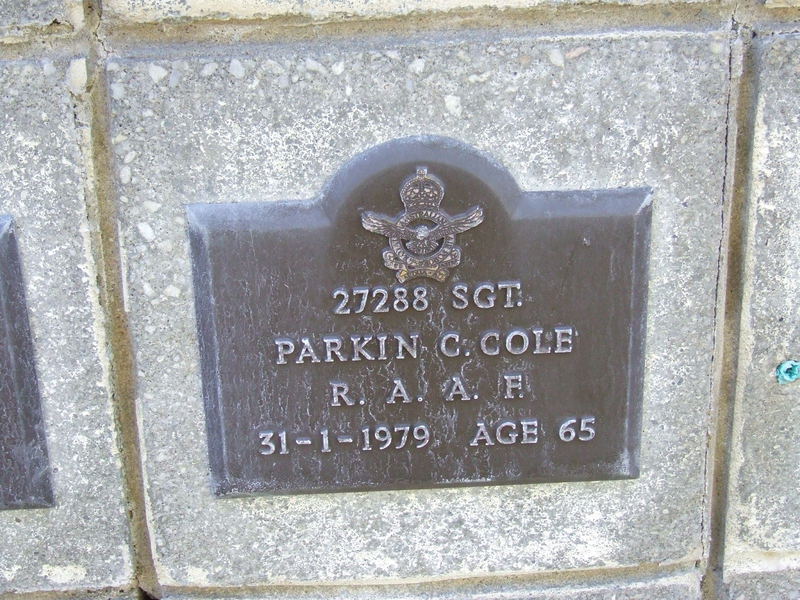 27288 SGT.
PARKIN C. COLE
R. A. A. F.
31-1-1979 AGE 65